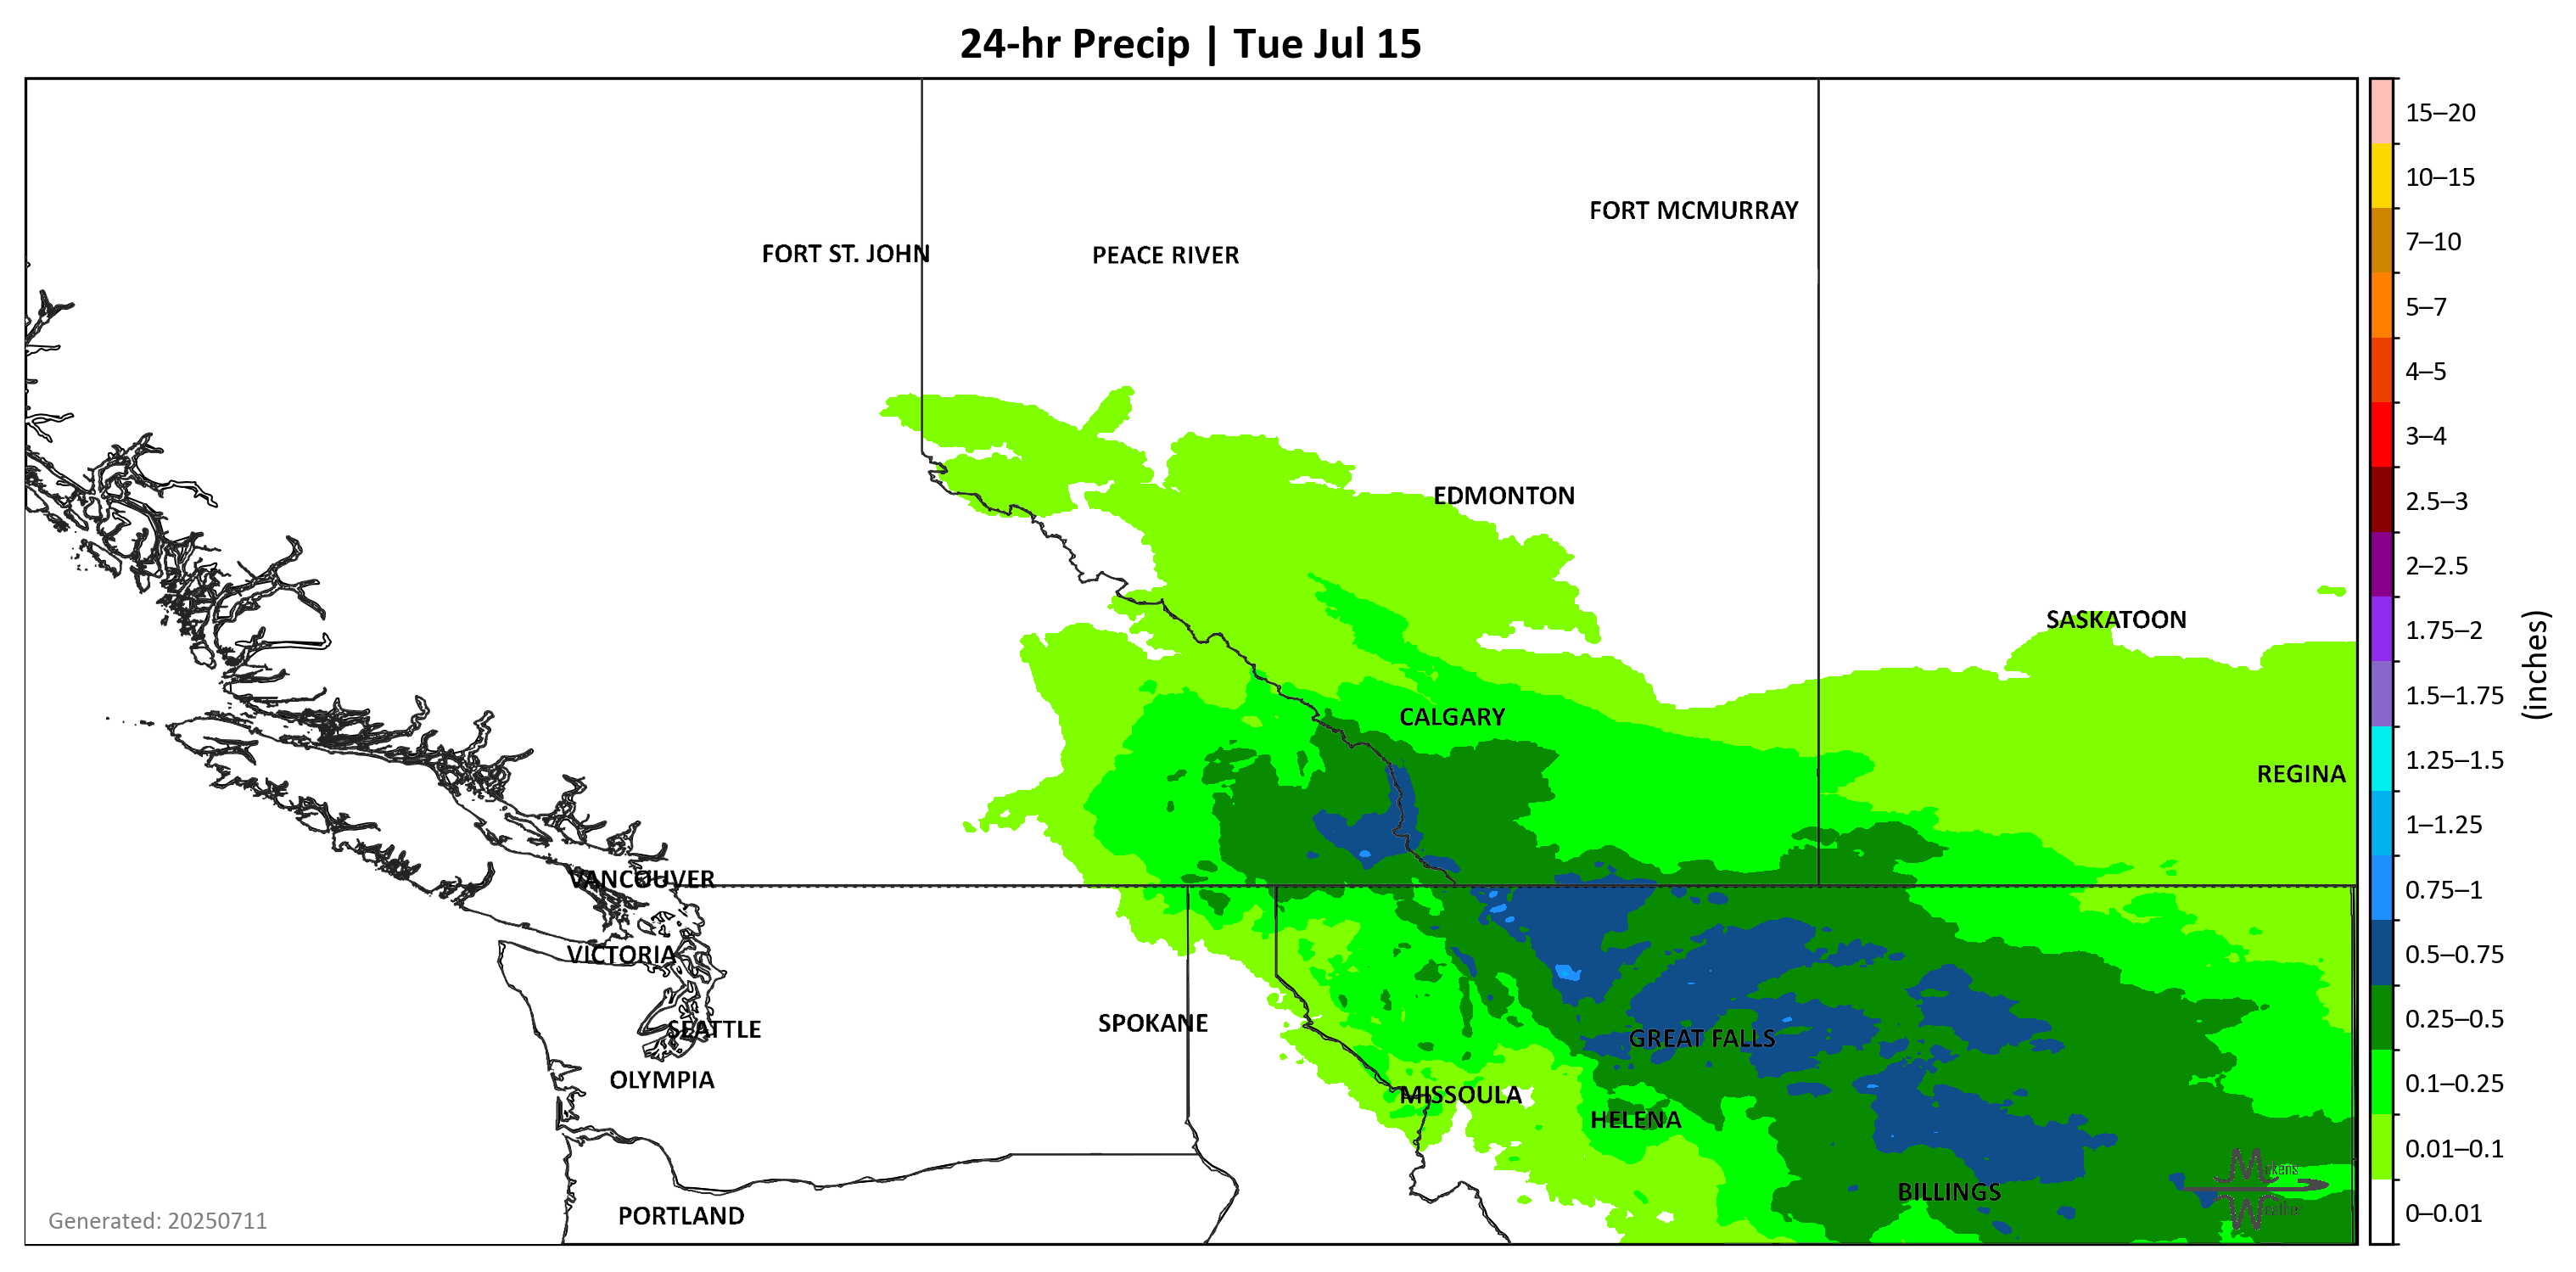 24-hr Precip | Tue Jul 15
FORT MCMURRAY
FORT ST. JOHN
PEACE RIVER
EDMONTON
SASKATOON
CALGARY
REGINA
VANCOUVER
VICTORIA
SPOKANE
SEATTLE
GREAT FALLS
OLYMPIA
MISSOULA
HELENA
BILLINGS
PORTLAND
Generated: 20250711
15–20
10–15
7–10
5–7
4–5
3–4
2.5–3
2–2.5
1.75–2
1.5–1.75
1.25–1.5
1–1.25
0.75–1
0.5–0.75
0.25–0.5
0.1–0.25
0.01–0.1
0–0.01
(inches)